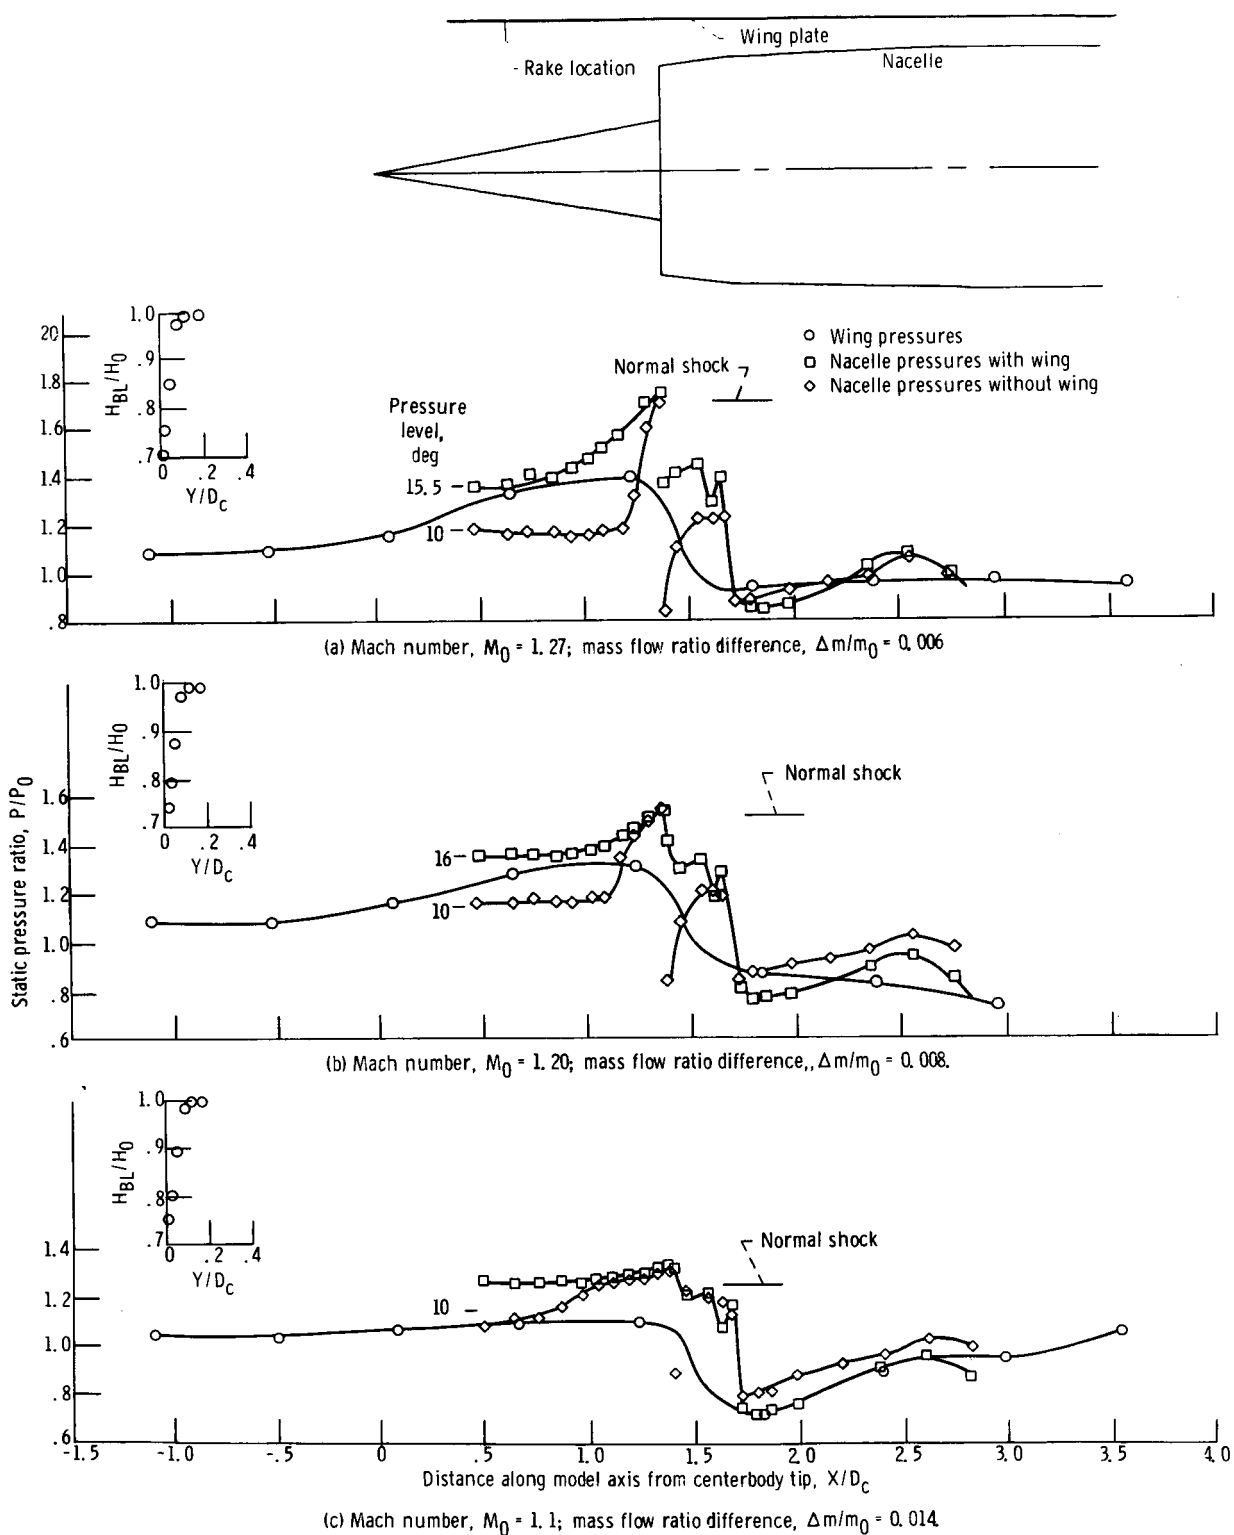 Wing plate
Rake location
Nacelle
1.0
.9
.8
.7
H_BL/H_0
0 .2 .4
Y/D_C
20
1.8
1.6
1.4
1.2
1.0
.8
Pressure
level,
deg
15.5
10
Normal shock
Wing pressures
Nacelle pressures with wing
Nacelle pressures without wing
(a) Mach number, M_0 = 1.27; mass flow ratio difference, Δm/m_0 = 0.006
1.0
.9
.8
.7
H_BL/H_0
0 .2 .4
Y/D_C
Static pressure ratio, P/P_0
1.6
1.4
1.2
1.0
.8
.6
16
10
Normal shock
(b) Mach number, M_0 = 1.20; mass flow ratio difference,, Δm/m_0 = 0.008.
1.0
.9
.8
.7
H_BL/H_0
0 .2 .4
Y/D_C
1.4
1.2
1.0
.8
.6
10
Normal shock
-1.5 -1.0 -.5 0 0.5 1.0 1.5 2.0 2.5 3.0 3.5 4.0
Distance along model axis from centerbody tip, X/D_C
(c) Mach number, M_0 = 1.1; mass flow ratio difference, Δm/m_0 = 0.014.